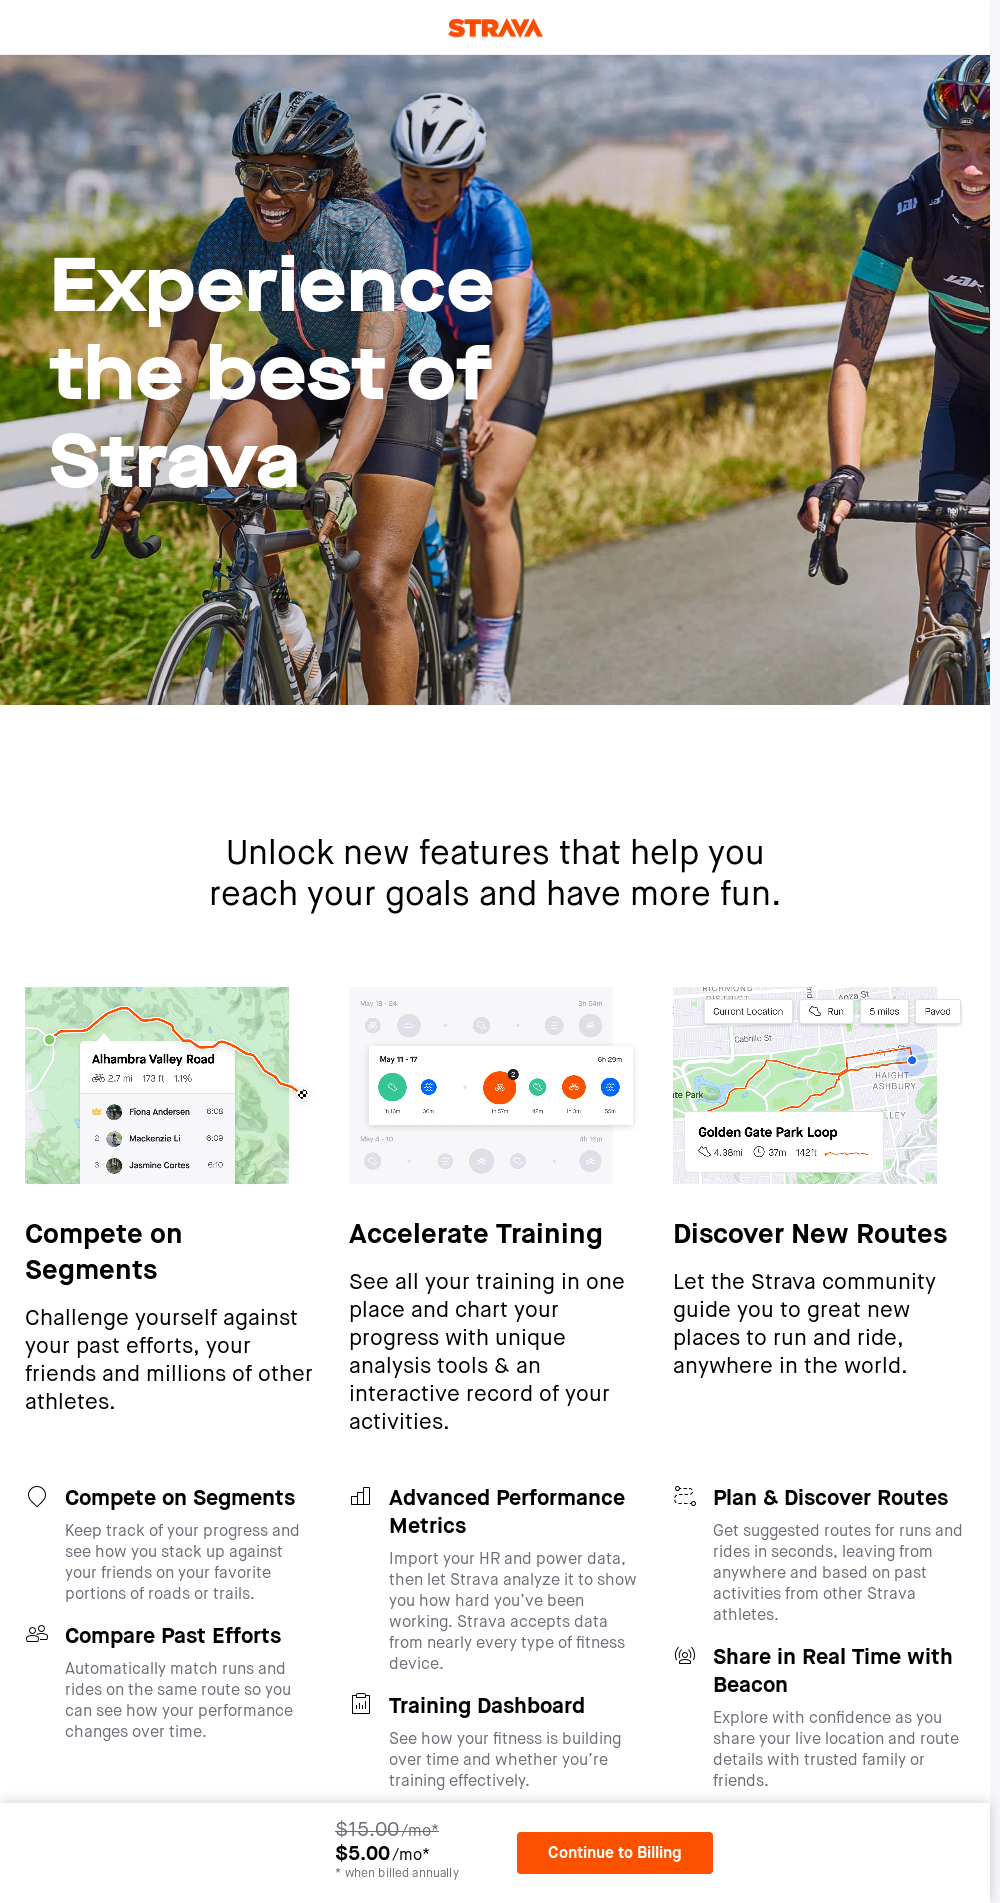 STRAVA
Experience
the best of
Strava
Unlock new features that help you
reach your goals and have more fun.
Alhambra Valley Road
2.7 mi 173 ft 1.1%
Fiona Andersen 6:08
2 Mackenzie Li 6:09
3 Jasmine Cortes 6:10
May 18 - 24 3h 54m
May 11 - 17 6h 29m
2
May 4 - 10 4h 16m
RICHMOND
DISTRICT
Anza St
Current Location Run 5 miles Paved
Cabrillo St
HAIGHT-
ASHBURY
Golden Gate Park Loop
4.38mi 37m 142ft
Compete on
Segments
Challenge yourself against
your past efforts, your
friends and millions of other
athletes.
Accelerate Training
See all your training in one
place and chart your
progress with unique
analysis tools & an
interactive record of your
activities.
Discover New Routes
Let the Strava community
guide you to great new
places to run and ride,
anywhere in the world.
Compete on Segments
Keep track of your progress and
see how you stack up against
your friends on your favorite
portions of roads or trails.
Compare Past Efforts
Automatically match runs and
rides on the same route so you
can see how your performance
changes over time.
Advanced Performance
Metrics
Import your HR and power data,
then let Strava analyze it to show
you how hard you’ve been
working. Strava accepts data
from nearly every type of fitness
device.
Training Dashboard
See how your fitness is building
over time and whether you’re
training effectively.
Plan & Discover Routes
Get suggested routes for runs and
rides in seconds, leaving from
anywhere and based on past
activities from other Strava
athletes.
Share in Real Time with
Beacon
Explore with confidence as you
share your live location and route
details with trusted family or
friends.
$15.00/mo*
$5.00/mo*
* when billed annually
Continue to Billing